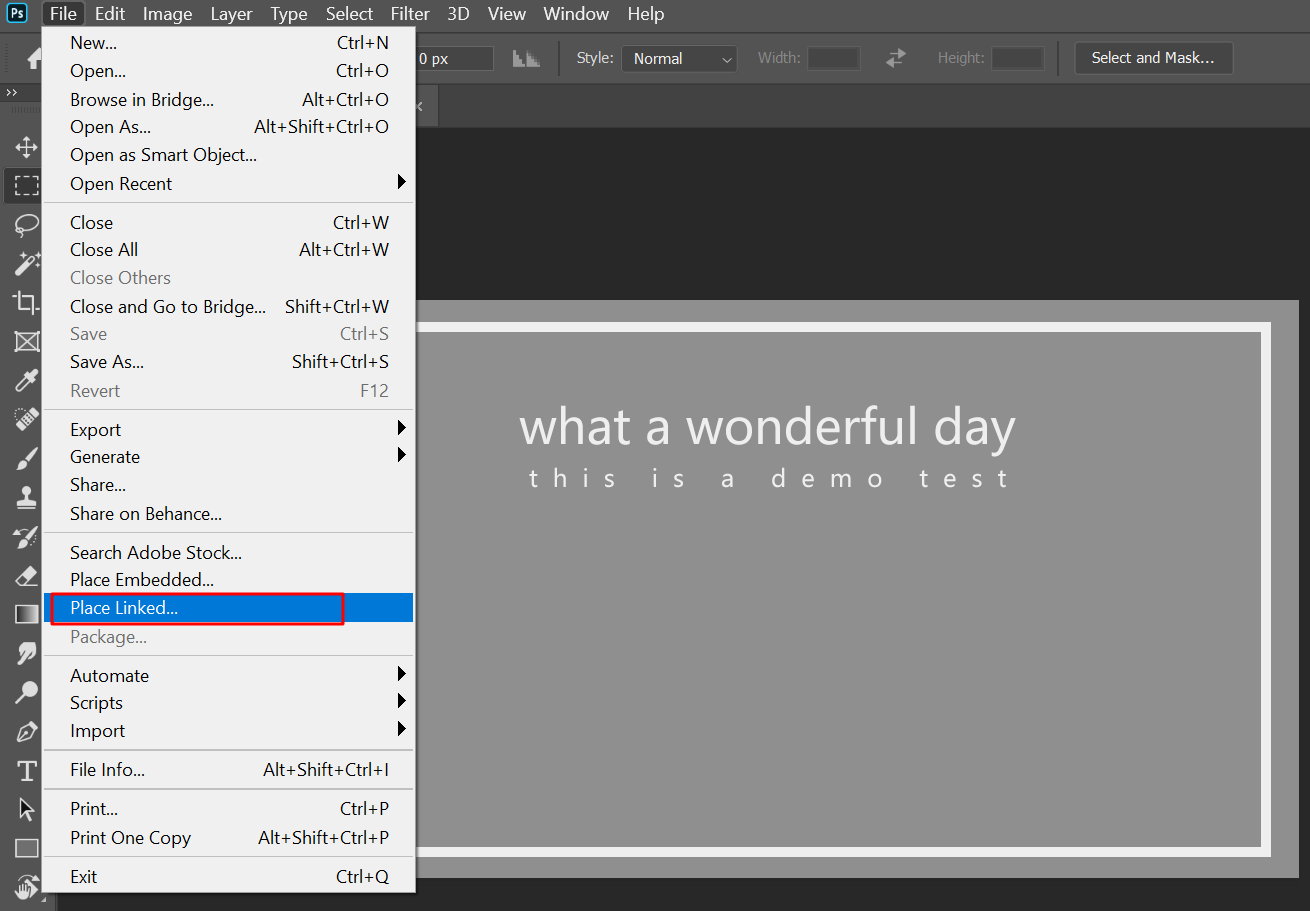 Ps File Edit Image Layer Type Select Filter 3D View Window Help
0 px Style: Normal Width: Height: Select and Mask...
New... Ctrl+N
Open... Ctrl+O
Browse in Bridge... Alt+Ctrl+O
Open As... Alt+Shift+Ctrl+O
Open as Smart Object...
Open Recent
Close Ctrl+W
Close All Alt+Ctrl+W
Close Others
Close and Go to Bridge... Shift+Ctrl+W
Save Ctrl+S
Save As... Shift+Ctrl+S
Revert F12
Export
Generate
Share...
Share on Behance...
Search Adobe Stock...
Place Embedded...
Place Linked...
Package...
Automate
Scripts
Import
File Info... Alt+Shift+Ctrl+I
Print... Ctrl+P
Print One Copy Alt+Shift+Ctrl+P
Exit Ctrl+Q
what a wonderful day
this is a demo test